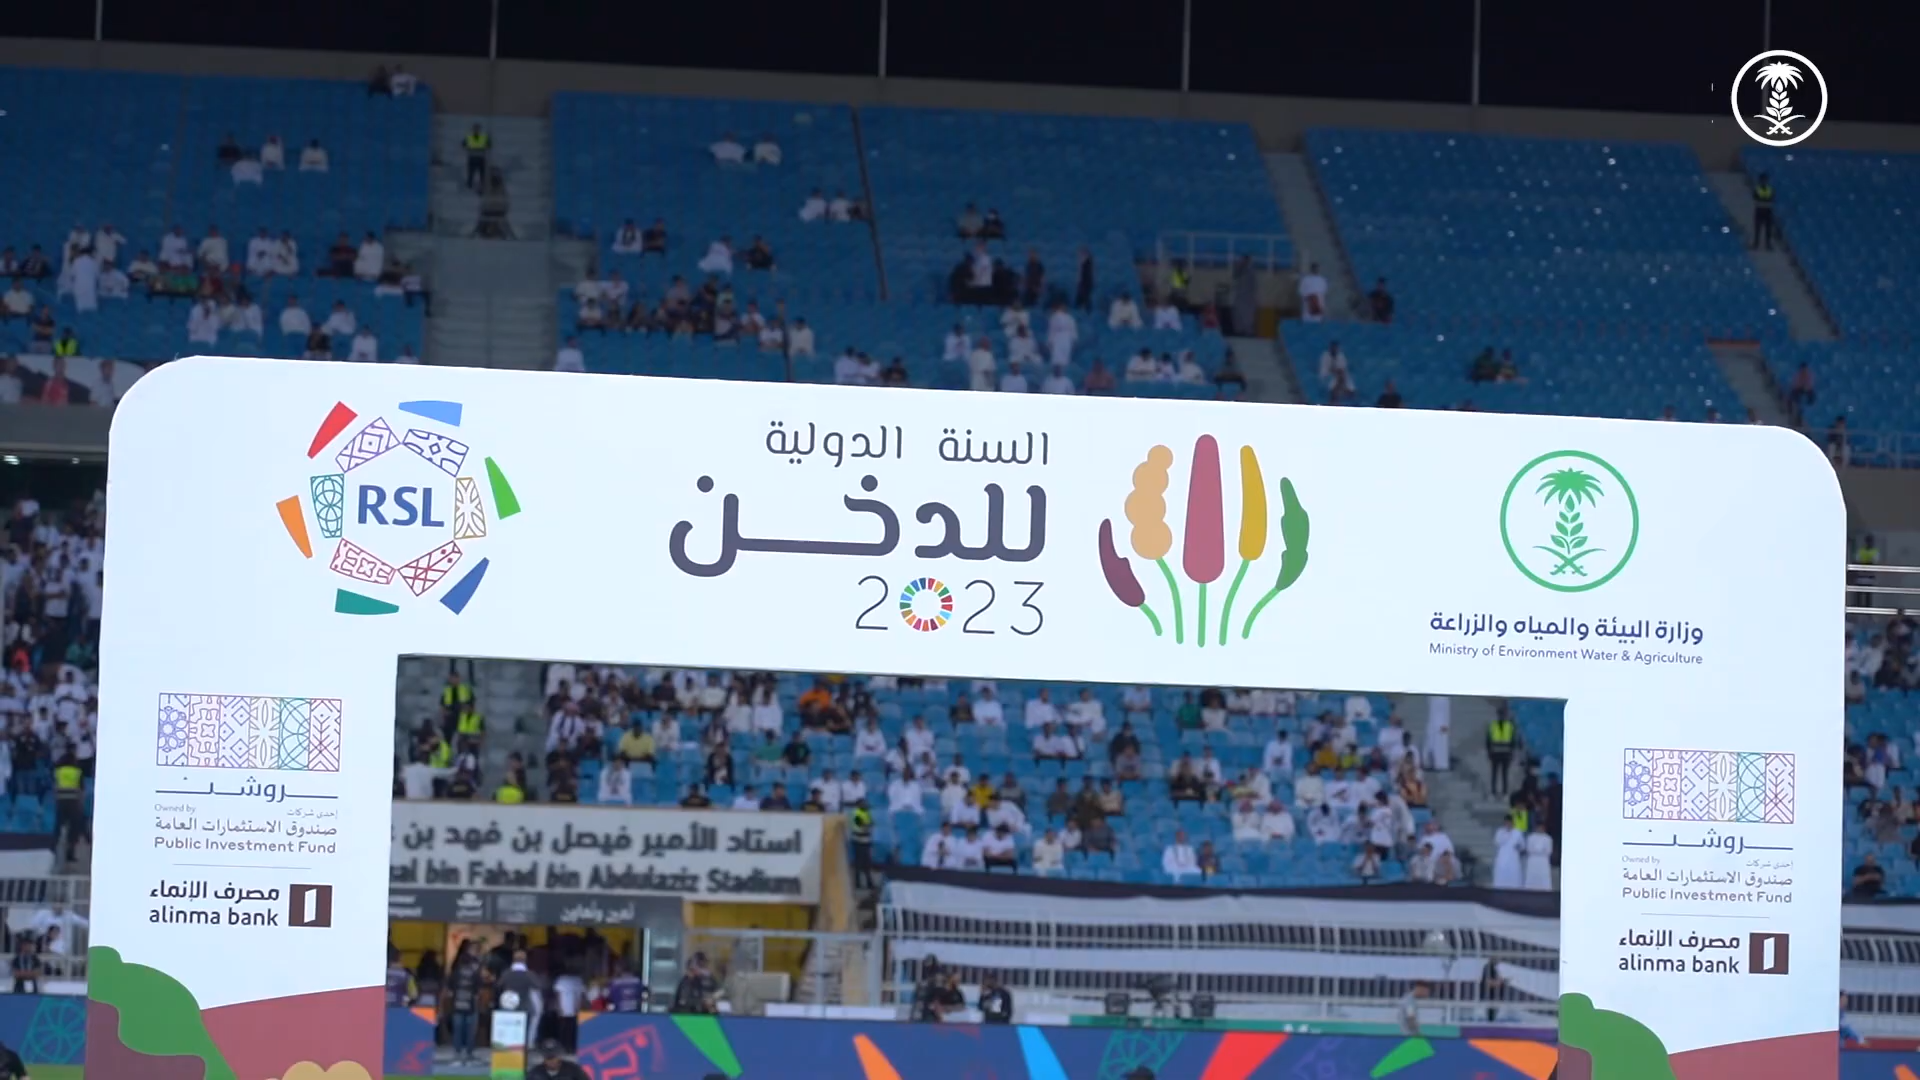 RSL
السنة الدولية
للدخن
2023
وزارة البيئة والمياه والزراعة
Ministry of Environment Water & Agriculture
روشن
Owned by
إحدى شركات
صندوق الاستثمارات العامة
Public Investment Fund
مصرف الإنماء
alinma bank
استاد الأمير فيصل بن فهد بن
bin Fahad bin Abdulaziz Stadium
روشن
Owned by
إحدى شركات
صندوق الاستثمارات العامة
Public Investment Fund
مصرف الإنماء
alinma bank